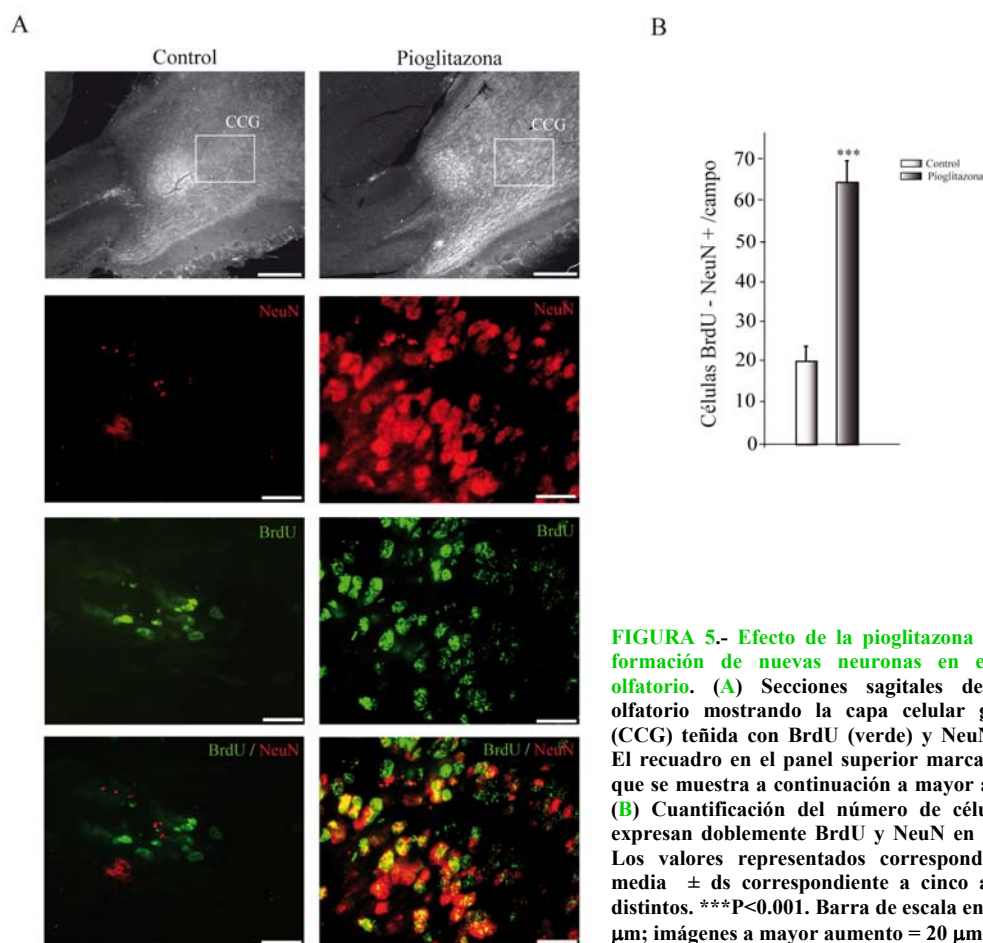 A
B
Control
Pioglitazona
CCG
CCG
NeuN
NeuN
BrdU
BrdU
BrdU / NeuN
BrdU / NeuN
Células BrdU - NeuN +/campo
70
60
50
40
30
20
10
0
***
Control
Pioglitazona
FIGURA 5.- Efecto de la pioglitazona
formación de nuevas neuronas en e
olfatorio. (A) Secciones sagitales de
olfatorio mostrando la capa celular g
(CCG) teñida con BrdU (verde) y NeuN
El recuadro en el panel superior marca
que se muestra a continuación a mayor a
(B) Cuantificación del número de célu
expresan doblemente BrdU y NeuN en
Los valores representados correspond
media ± ds correspondiente a cinco a
distintos. ***P<0.001. Barra de escala en
µm; imágenes a mayor aumento = 20 µm